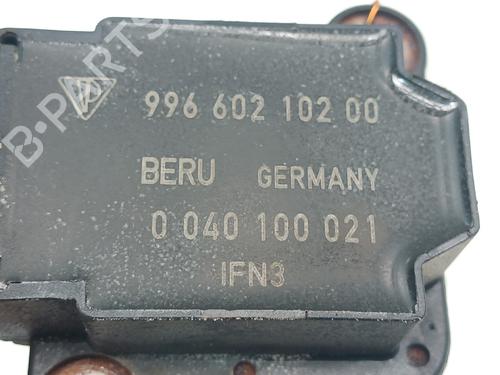 996 602 102 00
BERU GERMANY
0 040 100 021
IFN3
B-PARTS